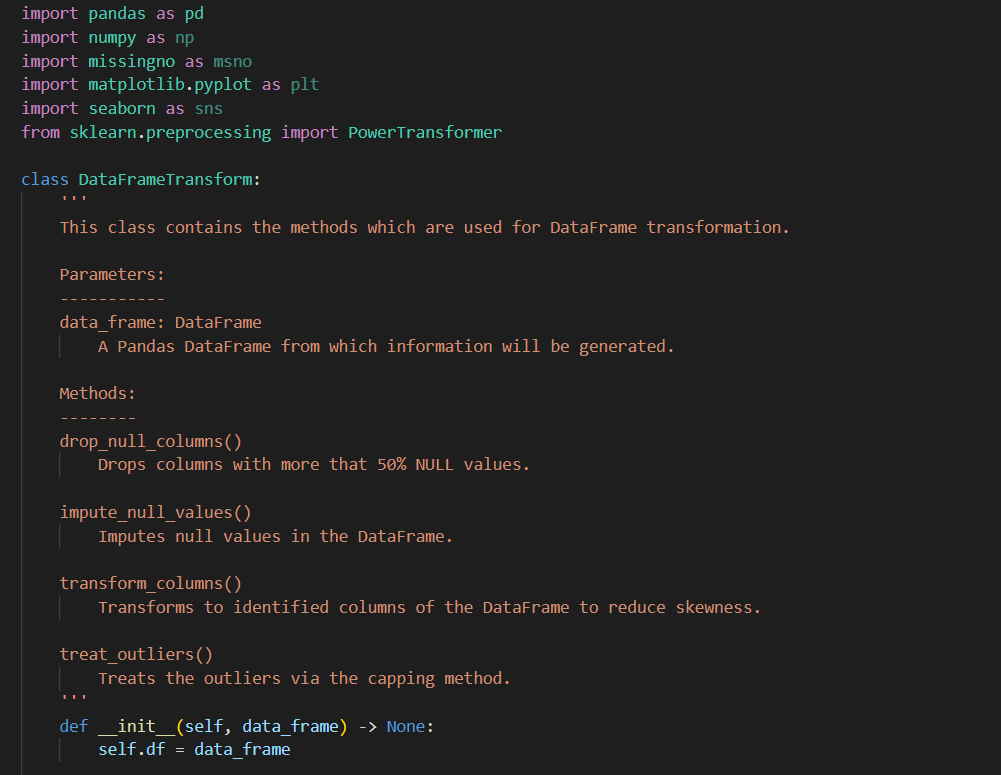 import pandas as pd
import numpy as np
import missingno as msno
import matplotlib.pyplot as plt
import seaborn as sns
from sklearn.preprocessing import PowerTransformer

class DataFrameTransform:
    '''
    This class contains the methods which are used for DataFrame transformation.

    Parameters:
    -----------
    data_frame: DataFrame
        A Pandas DataFrame from which information will be generated.

    Methods:
    --------
    drop_null_columns()
        Drops columns with more that 50% NULL values.

    impute_null_values()
        Imputes null values in the DataFrame.

    transform_columns()
        Transforms to identified columns of the DataFrame to reduce skewness.

    treat_outliers()
        Treats the outliers via the capping method.
    '''
    def __init__(self, data_frame) -> None:
        self.df = data_frame